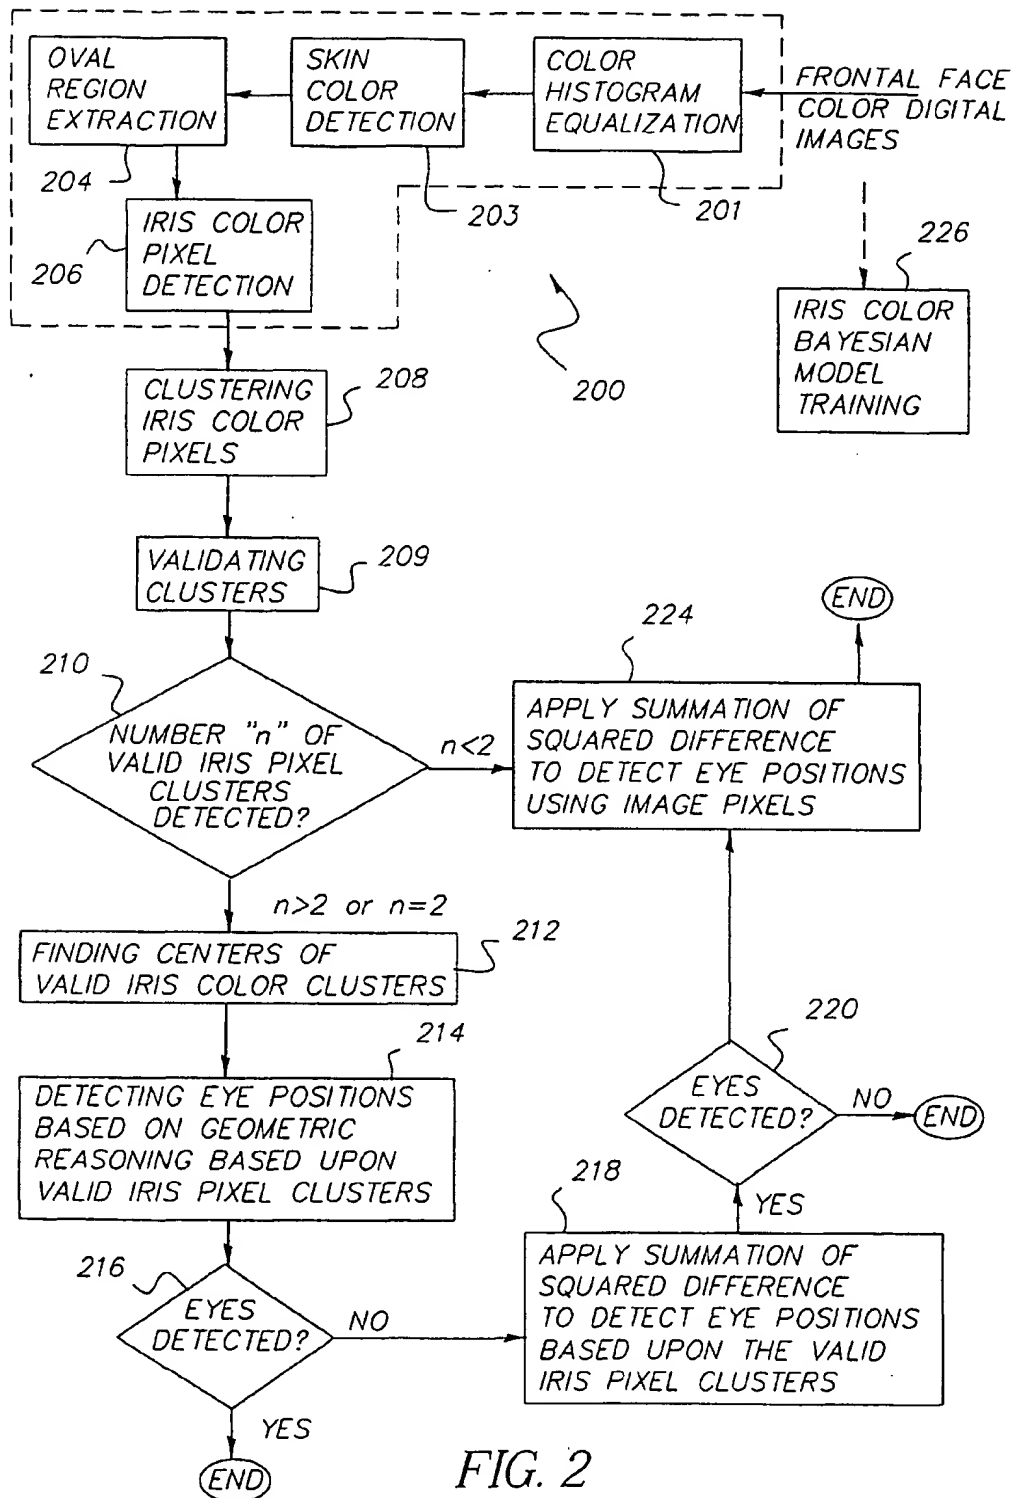 OVAL
REGION
EXTRACTION
SKIN
COLOR
DETECTION
COLOR
HISTOGRAM
EQUALIZATION
FRONTAL FACE
COLOR DIGITAL
IMAGES
204
203
201
IRIS COLOR
PIXEL
DETECTION
206
226
IRIS COLOR
BAYESIAN
MODEL
TRAINING
200
CLUSTERING
IRIS COLOR
PIXELS
208
VALIDATING
CLUSTERS
209
210
NUMBER "n" OF
VALID IRIS PIXEL
CLUSTERS
DETECTED?
n<2
END
224
APPLY SUMMATION OF
SQUARED DIFFERENCE
TO DETECT EYE POSITIONS
USING IMAGE PIXELS
n>2 or n=2
FINDING CENTERS OF
VALID IRIS COLOR CLUSTERS
212
214
DETECTING EYE POSITIONS
BASED ON GEOMETRIC
REASONING BASED UPON
VALID IRIS PIXEL CLUSTERS
220
EYES
DETECTED?
NO
END
YES
216
EYES
DETECTED?
NO
218
APPLY SUMMATION OF
SQUARED DIFFERENCE
TO DETECT EYE POSITIONS
BASED UPON THE VALID
IRIS PIXEL CLUSTERS
YES
END
FIG. 2